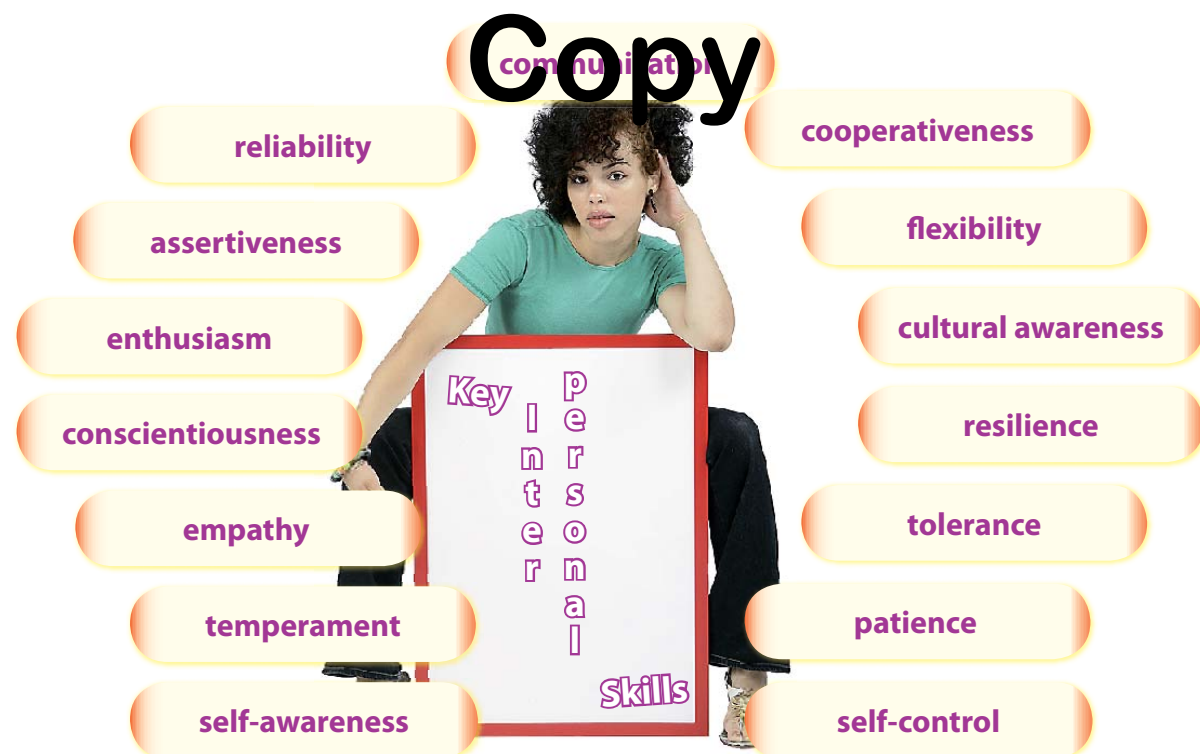 Copy
communication
reliability
cooperativeness
assertiveness
flexibility
enthusiasm
cultural awareness
conscientiousness
resilience
empathy
tolerance
temperament
patience
self-awareness
self-control
Key
Inter
personal
Skills